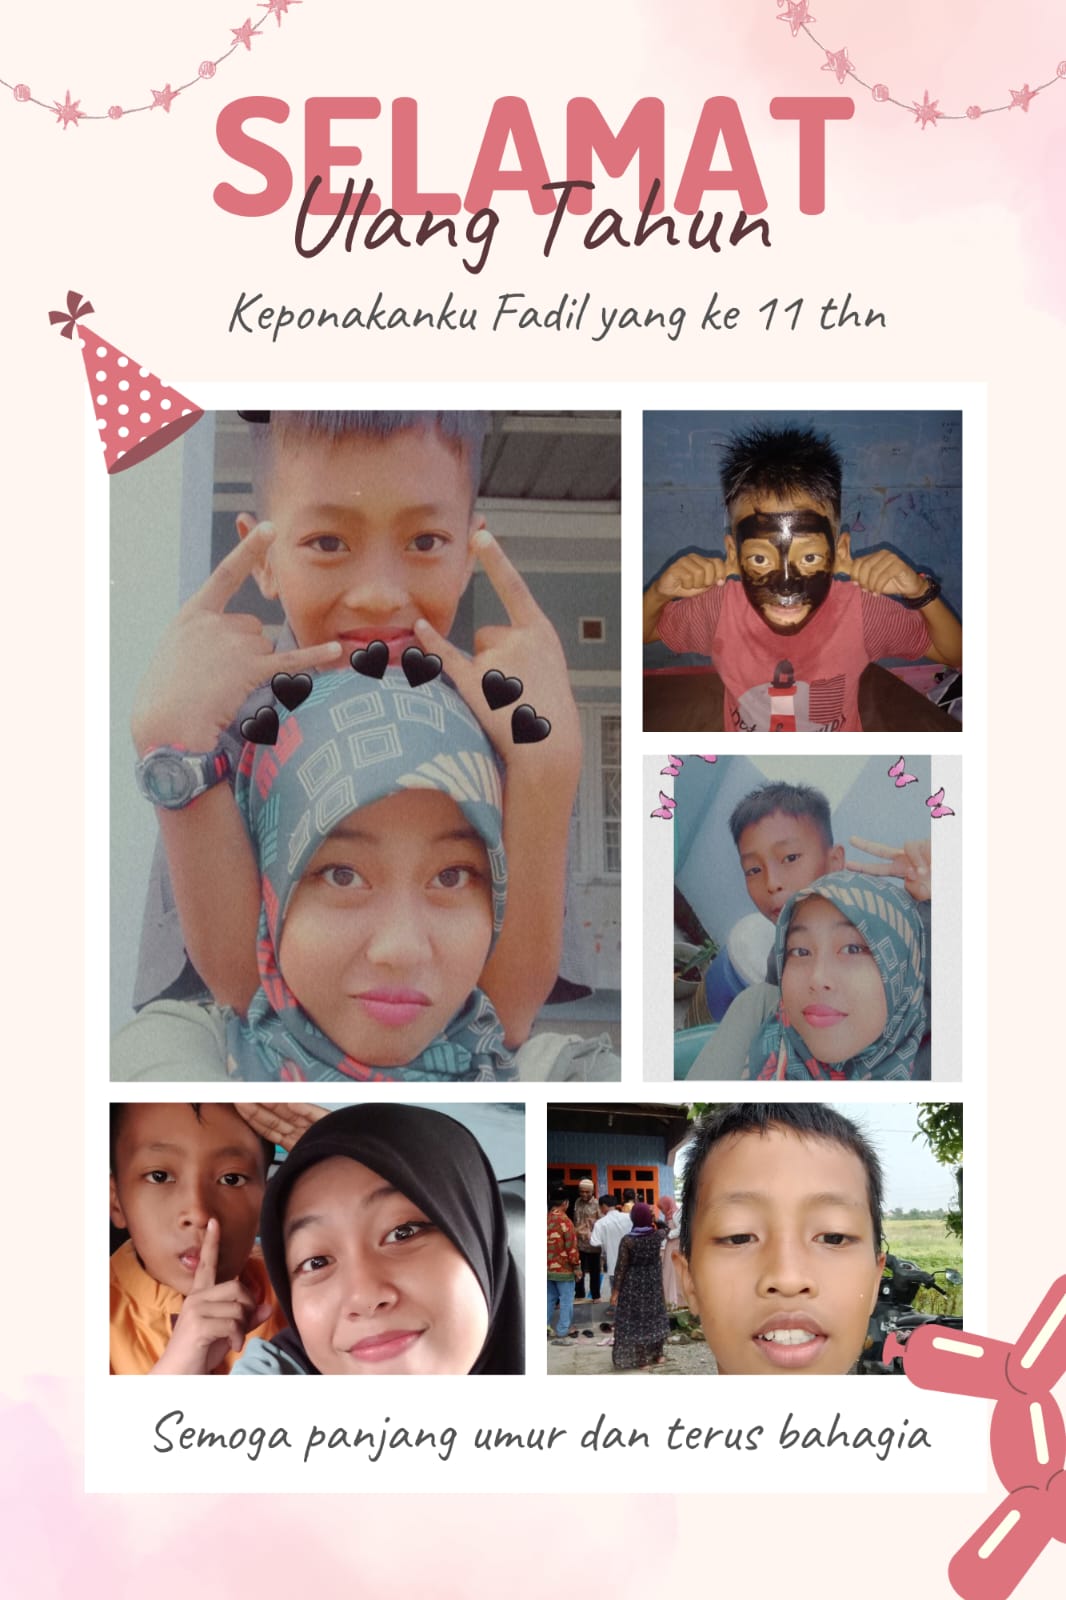 SELAMAT
Ulang Tahun
Keponakanku Fadil yang ke 11 thn
Semoga panjang umur dan terus bahagia